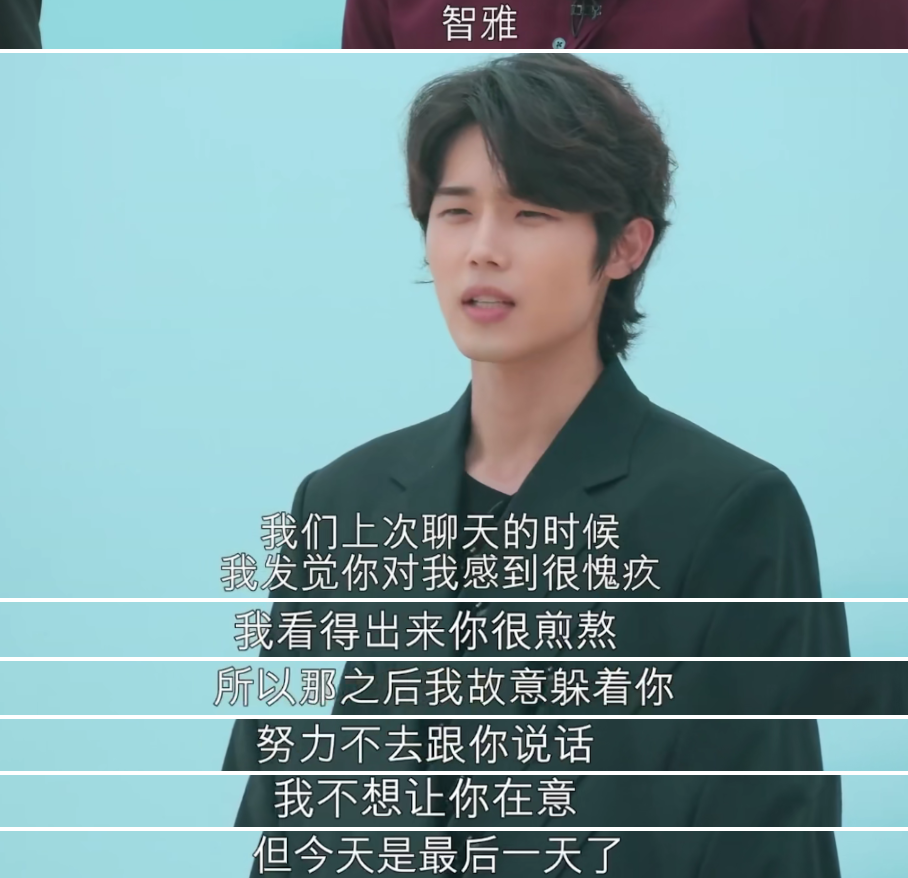 智雅
我们上次聊天的时候
我发觉你对我感到很愧疚
我看得出来你很煎熬
所以那之后我故意躲着你
努力不去跟你说话
我不想让你在意
但今天是最后一天了